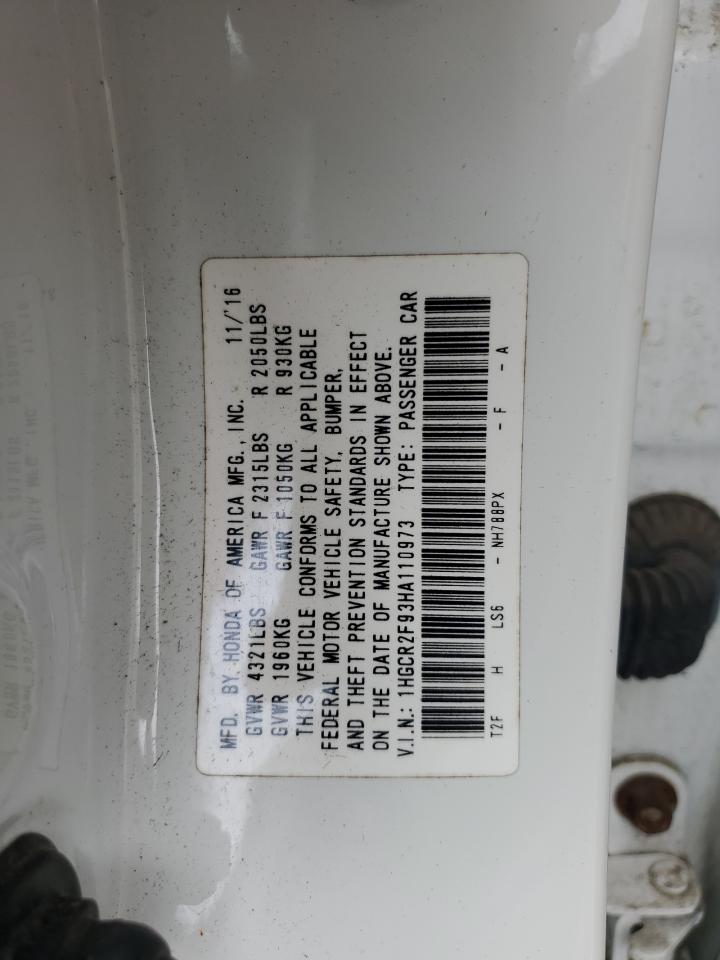 MFD. BY HONDA OF AMERICA MFG., INC. 11/'16
GVWR 4321LBS GAWR F 2315LBS R 2050LBS
GVWR 1960KG GAWR F 1050KG R 930KG
THIS VEHICLE CONFORMS TO ALL APPLICABLE
FEDERAL MOTOR VEHICLE SAFETY, BUMPER,
AND THEFT PREVENTION STANDARDS IN EFFECT
ON THE DATE OF MANUFACTURE SHOWN ABOVE.
V.I.N.: 1HGCR2F93HA110973 TYPE: PASSENGER CAR
T2F H LS6 - NH788PX - F - A